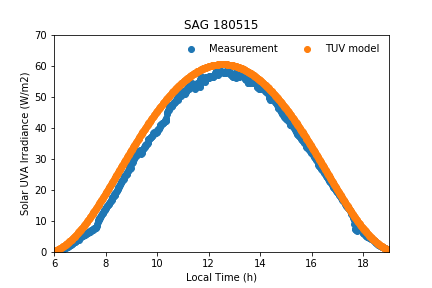 SAG 180515
Measurement TUV model
Solar UVA Irradiance (W/m2)
70
60
50
40
30
20
10
0
6 8 10 12 14 16 18
Local Time (h)